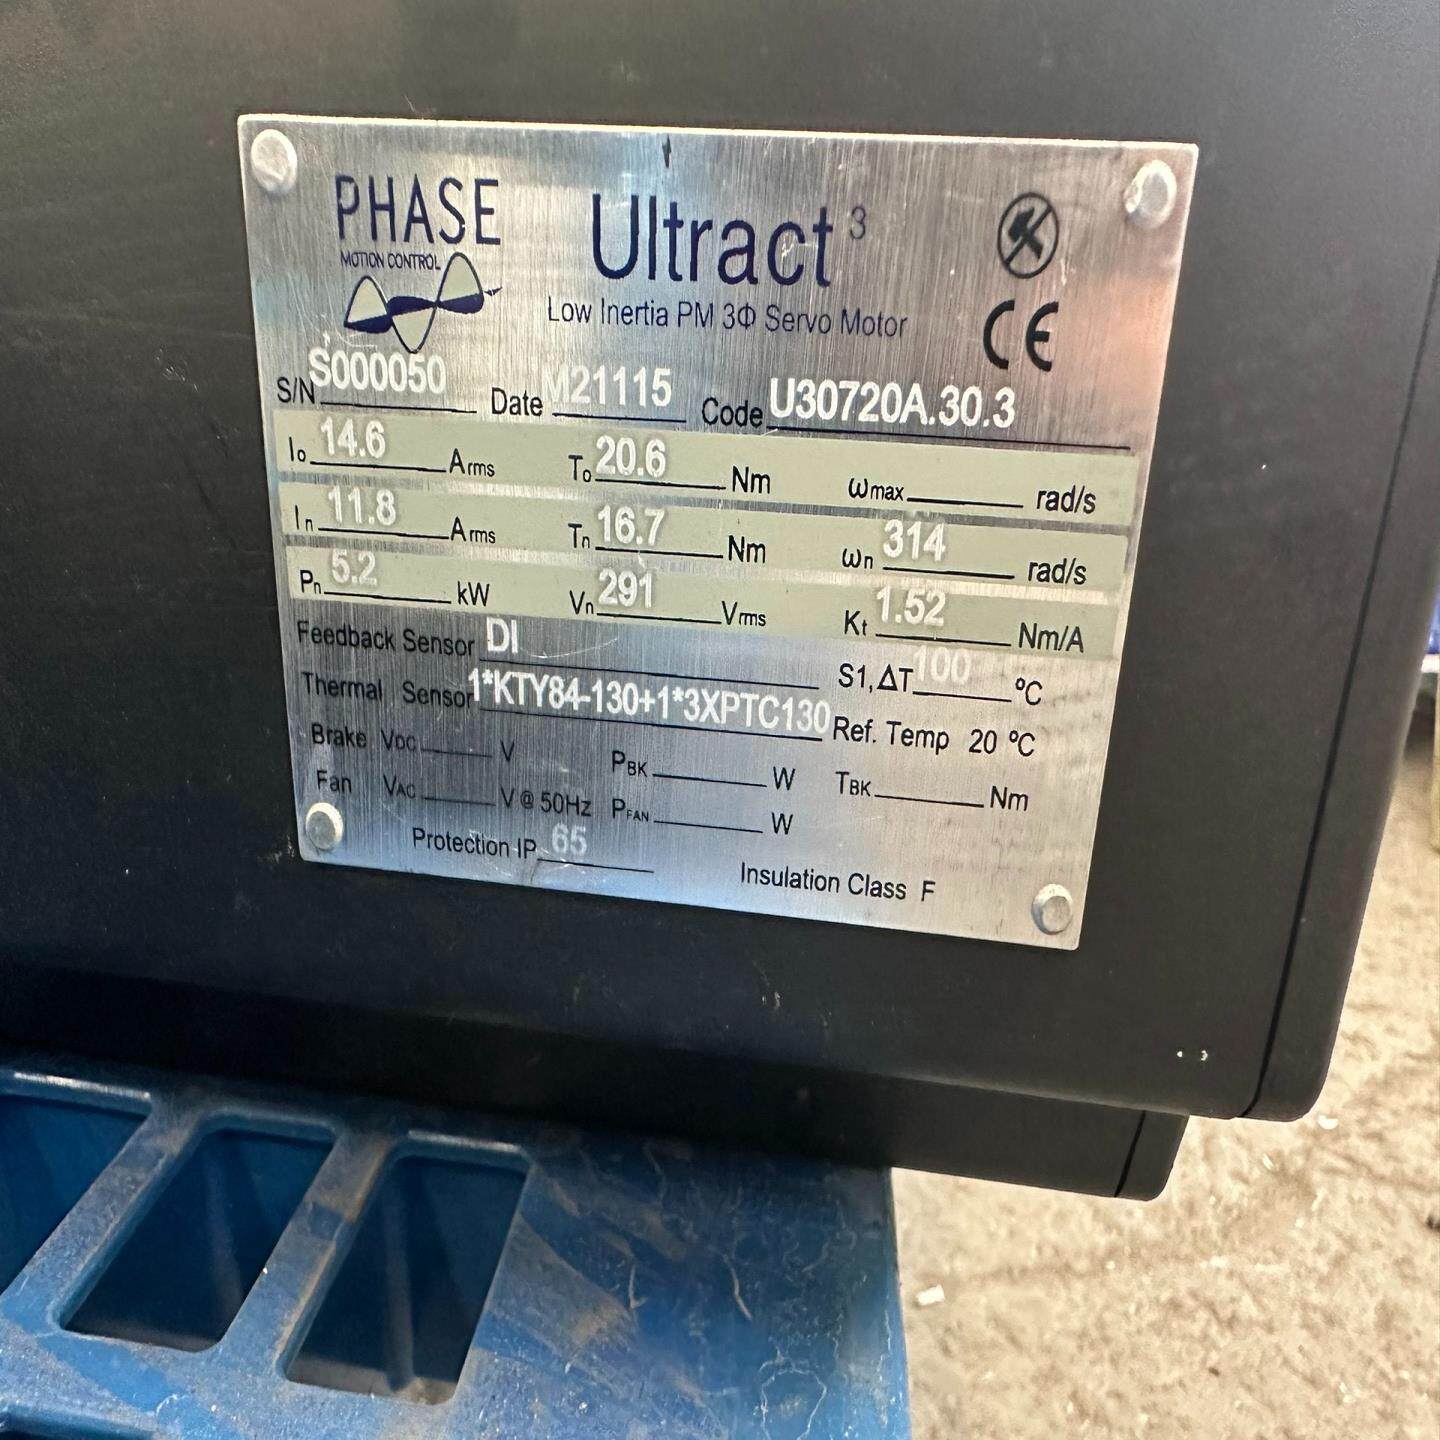 PHASE
MOTION CONTROL
Ultract 3
Low Inertia PM 3Φ Servo Motor
CE
S/N S000050 Date M21115 Code U30720A.30.3
Io 14.6 Arms To 20.6 Nm ωmax rad/s
In 11.8 Arms Tn 16.7 Nm ωn 314 rad/s
Pn 5.2 kW Vn 291 Vrms Kt 1.52 Nm/A
Feedback Sensor DI S1, ΔT 100 ºC
Thermal Sensor 1*KTY84-130+1*3XPTC130 Ref. Temp 20 ºC
Brake VDC V PBK W TBK Nm
Fan VAC V @ 50Hz PFAN W
Protection IP 65 Insulation Class F